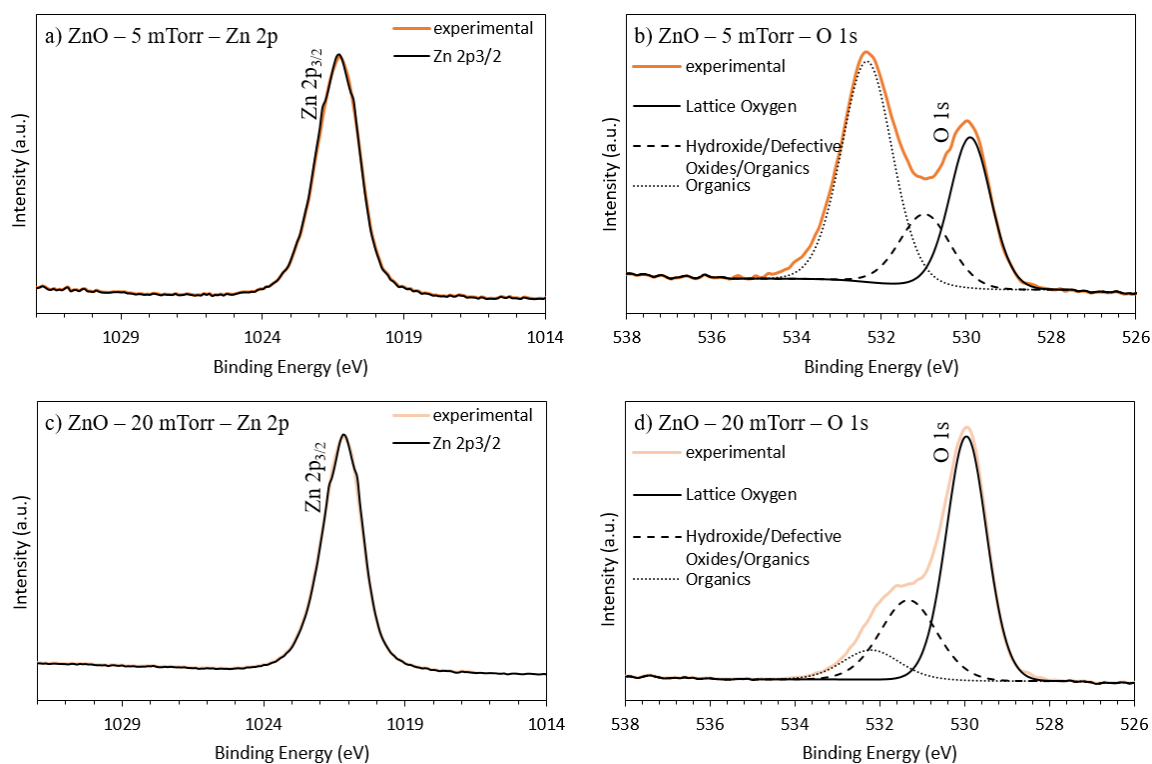 a) ZnO – 5 mTorr – Zn 2p
experimental
Zn 2p3/2
Zn 2p3/2
Intensity (a.u.)
1029
1024
1019
1014
Binding Energy (eV)
b) ZnO – 5 mTorr – O 1s
experimental
Lattice Oxygen
Hydroxide/Defective
Oxides/Organics
Organics
O 1s
Intensity (a.u.)
538
536
534
532
530
528
526
Binding Energy (eV)
c) ZnO – 20 mTorr – Zn 2p
experimental
Zn 2p3/2
Zn 2p3/2
Intensity (a.u.)
1029
1024
1019
1014
Binding Energy (eV)
d) ZnO – 20 mTorr – O 1s
experimental
Lattice Oxygen
Hydroxide/Defective
Oxides/Organics
Organics
O 1s
Intensity (a.u.)
538
536
534
532
530
528
526
Binding Energy (eV)